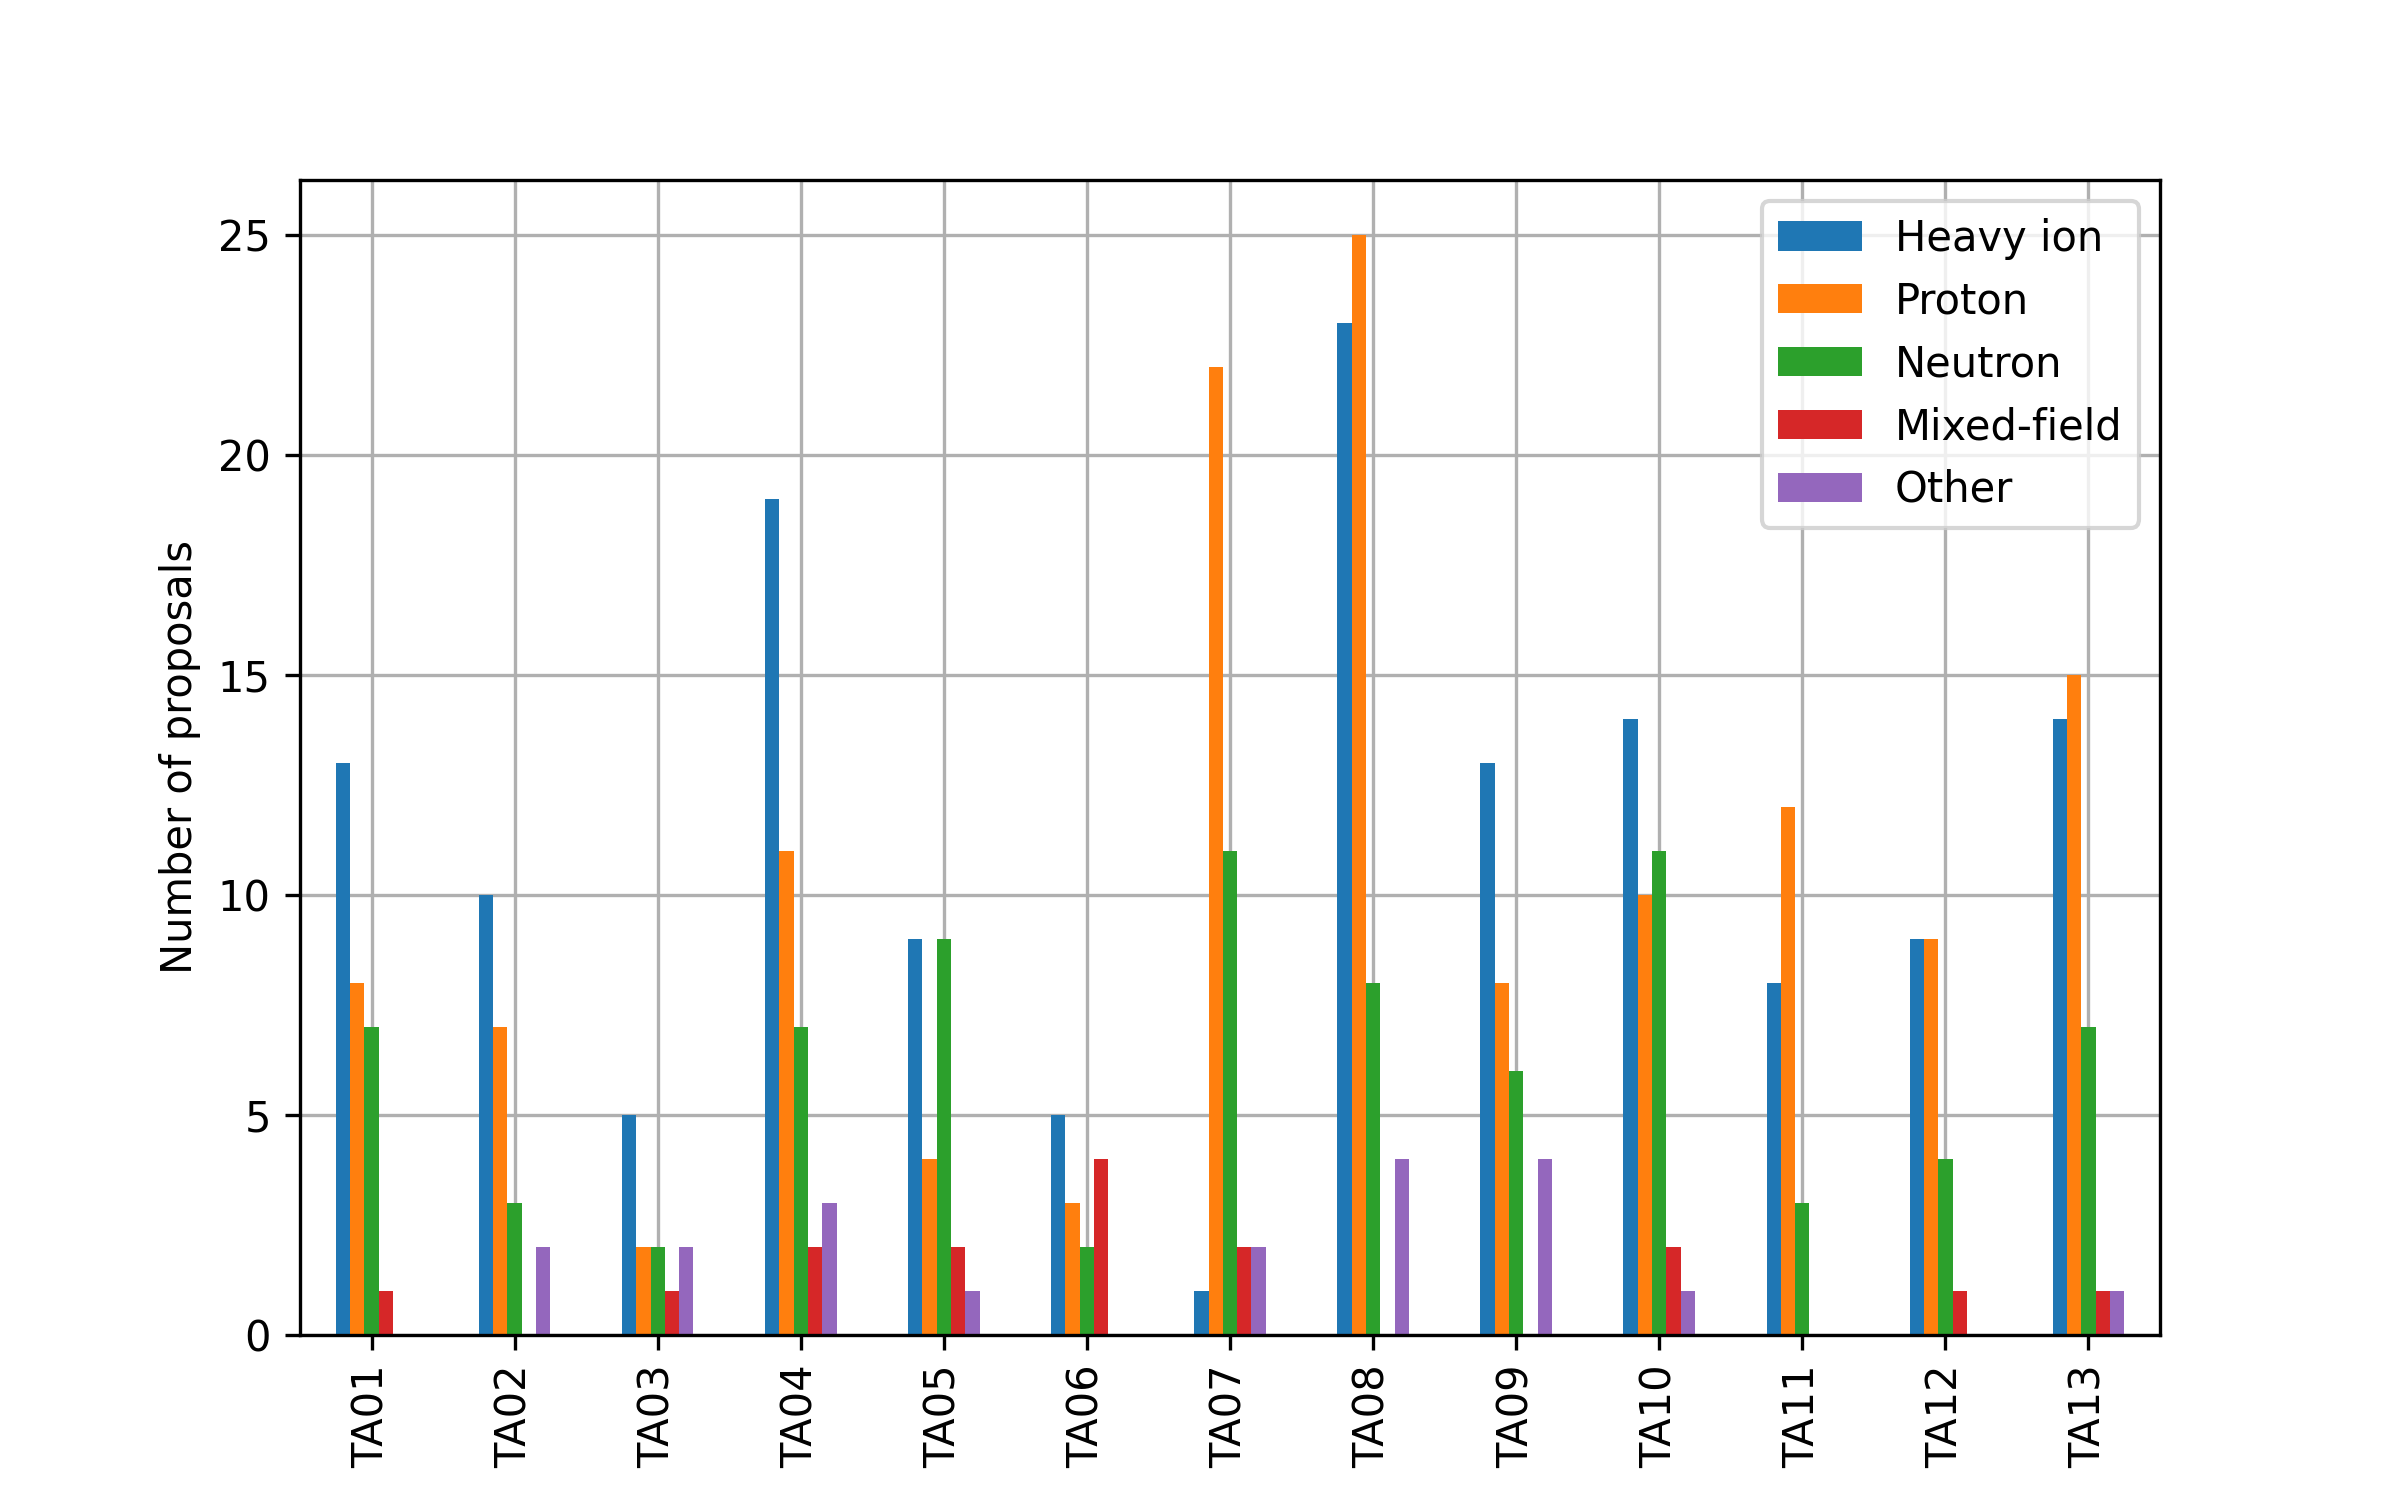 25
20
15
10
5
0
Number of proposals
Heavy ion
Proton
Neutron
Mixed-field
Other
TA01
TA02
TA03
TA04
TA05
TA06
TA07
TA08
TA09
TA10
TA11
TA12
TA13